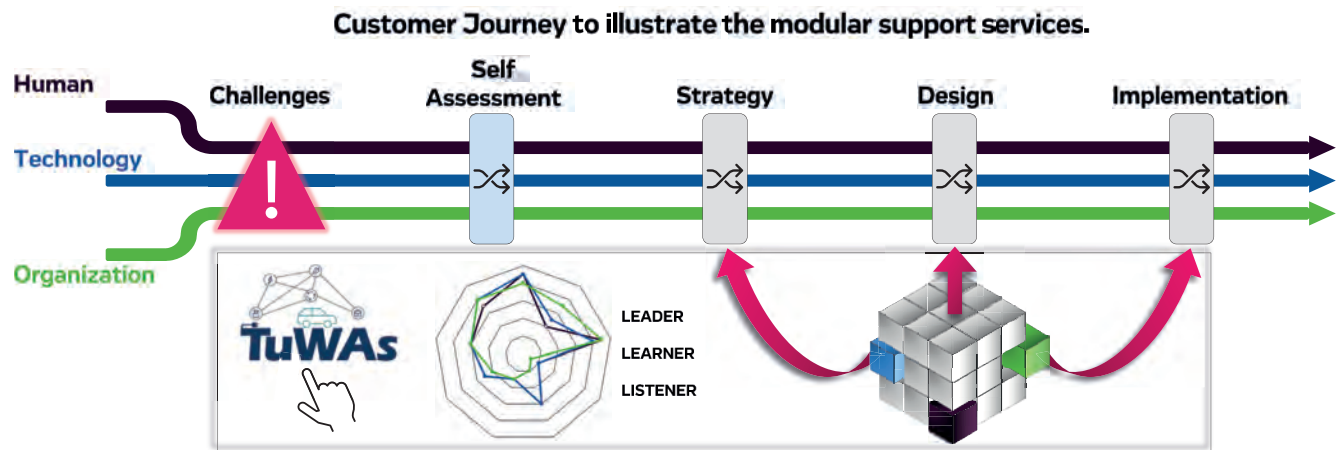 Customer Journey to illustrate the modular support services.
Human
Challenges
Self
Assessment
Strategy
Design
Implementation
Technology
!
Organization
TuWAs
LEADER
LEARNER
LISTENER